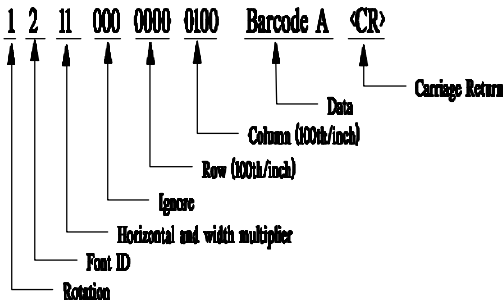 1 2 11 000 0000 0100 Barcode A <CR>
Carriage Return
Data
Column (100th/inch)
Row (100th/inch)
Ignore
Horizontal and width multiplier
Font ID
Rotation